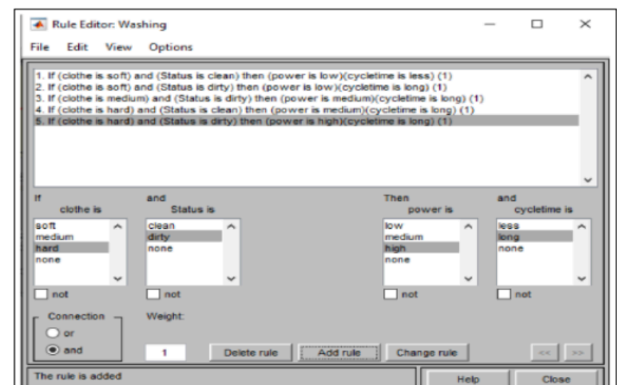 Rule Editor: Washing
File Edit View Options
1. If (clothe is soft) and (Status is clean) then (power is low)(cycletime is less) (1)
2. If (clothe is soft) and (Status is dirty) then (power is low)(cycletime is long) (1)
3. If (clothe is medium) and (Status is dirty) then (power is medium)(cycletime is long) (1)
4. If (clothe is hard) and (Status is clean) then (power is medium)(cycletime is long) (1)
5. If (clothe is hard) and (Status is dirty) then (power is high)(cycletime is long) (1)
If and Then and
clothe is Status is power is cycletime is
soft clean low less
medium dirty medium long
hard none high none
none none
not not not not
Connection Weight:
or
and 1 Delete rule Add rule Change rule << >>
The rule is added Help Close